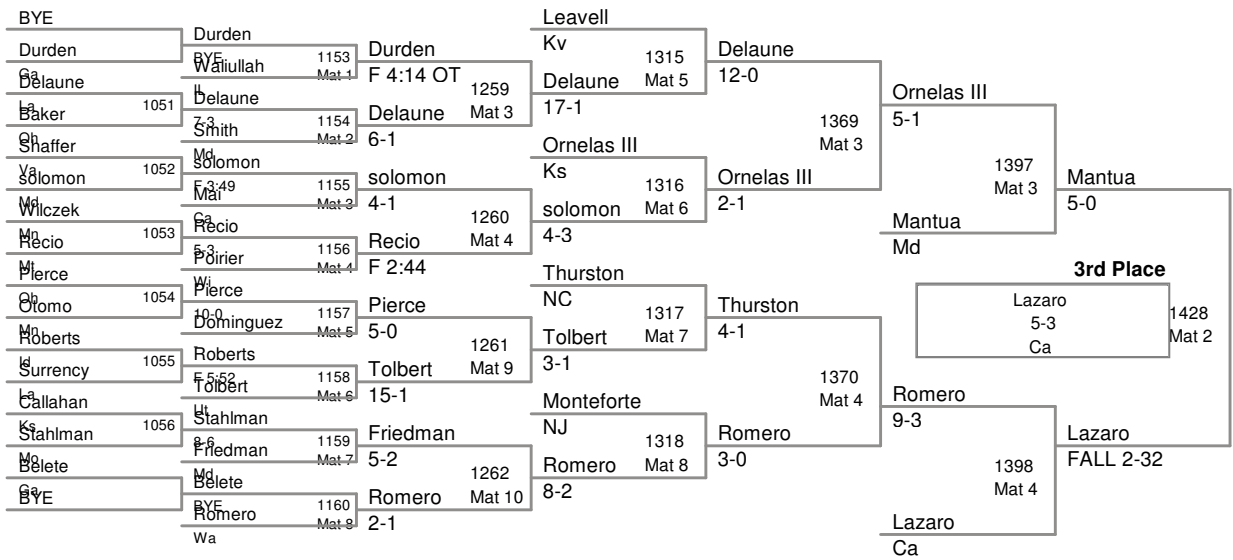 BYE
Durden
Ga
Delaune
La
1051
Baker
Oh
Shaffer
Va
1052
solomon
Md
Wilczek
Mn
1053
Recio
Mt
Pierce
Oh
1054
Otomo
Mn
Roberts
Id
1055
Surrency
La
Callahan
Ks
1056
Stahlman
Mo
Belete
Ga
BYE
Durden
BYE
1153
Waliullah
Mat 1
IL
Delaune
7-3
1154
Smith
Mat 2
Md
solomon
F 3:49
1155
Mai
Mat 3
Ca
Recio
5-3
1156
Poirier
Mat 4
Wi
Pierce
10-0
1157
Dominguez
Mat 5
Roberts
F 5:52
1158
Tolbert
Mat 6
Ut
Stahlman
8-6
1159
Friedman
Mat 7
Md
Belete
BYE
1160
Romero
Mat 8
Wa
Durden
F 4:14 OT
1259
Mat 3
Delaune
6-1
solomon
4-1
1260
Mat 4
Recio
F 2:44
Pierce
5-0
1261
Mat 9
Tolbert
15-1
Friedman
5-2
1262
Mat 10
Romero
2-1
Leavell
Kv
1315
Mat 5
Delaune
17-1
Ornelas III
Ks
1316
Mat 6
solomon
4-3
Thurston
NC
1317
Mat 7
Tolbert
3-1
Monteforte
NJ
1318
Mat 8
Romero
8-2
Delaune
12-0
1369
Mat 3
Ornelas III
2-1
Thurston
4-1
1370
Mat 4
Romero
3-0
Ornelas III
5-1
1397
Mat 3
Mantua
Md
Romero
9-3
1398
Mat 4
Lazaro
Ca
Mantua
5-0
3rd Place
Lazaro
5-3
Ca
1428
Mat 2
Lazaro
FALL 2-32